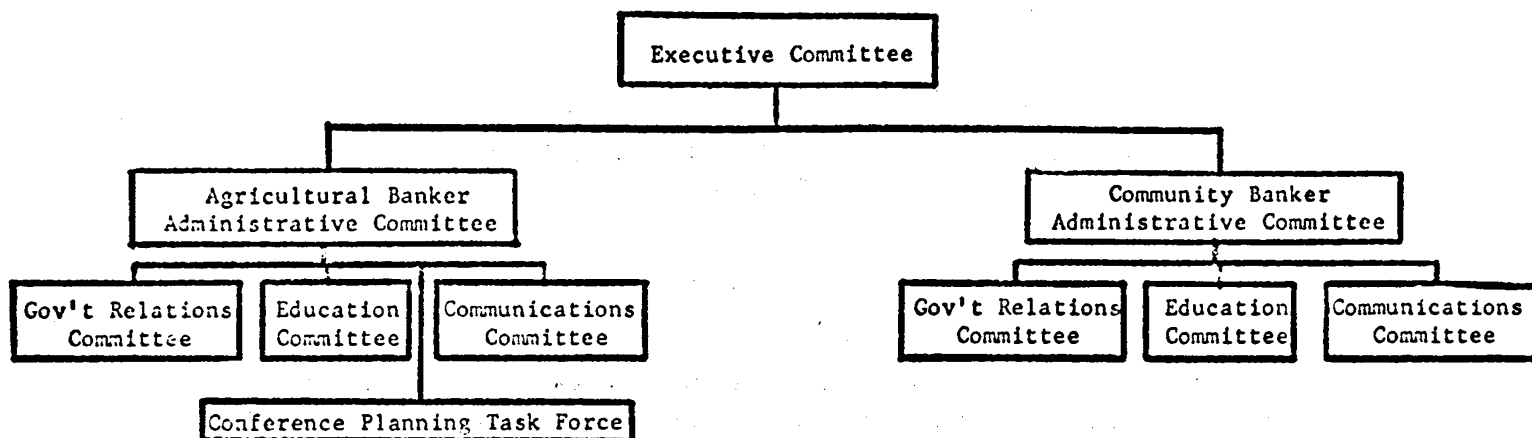 Executive Committee
Agricultural Banker
Administrative Committee
Community Banker
Administrative Committee
Gov't Relations
Committee
Education
Committee
Communications
Committee
Gov't Relations
Committee
Education
Committee
Communications
Committee
Conference Planning Task Force